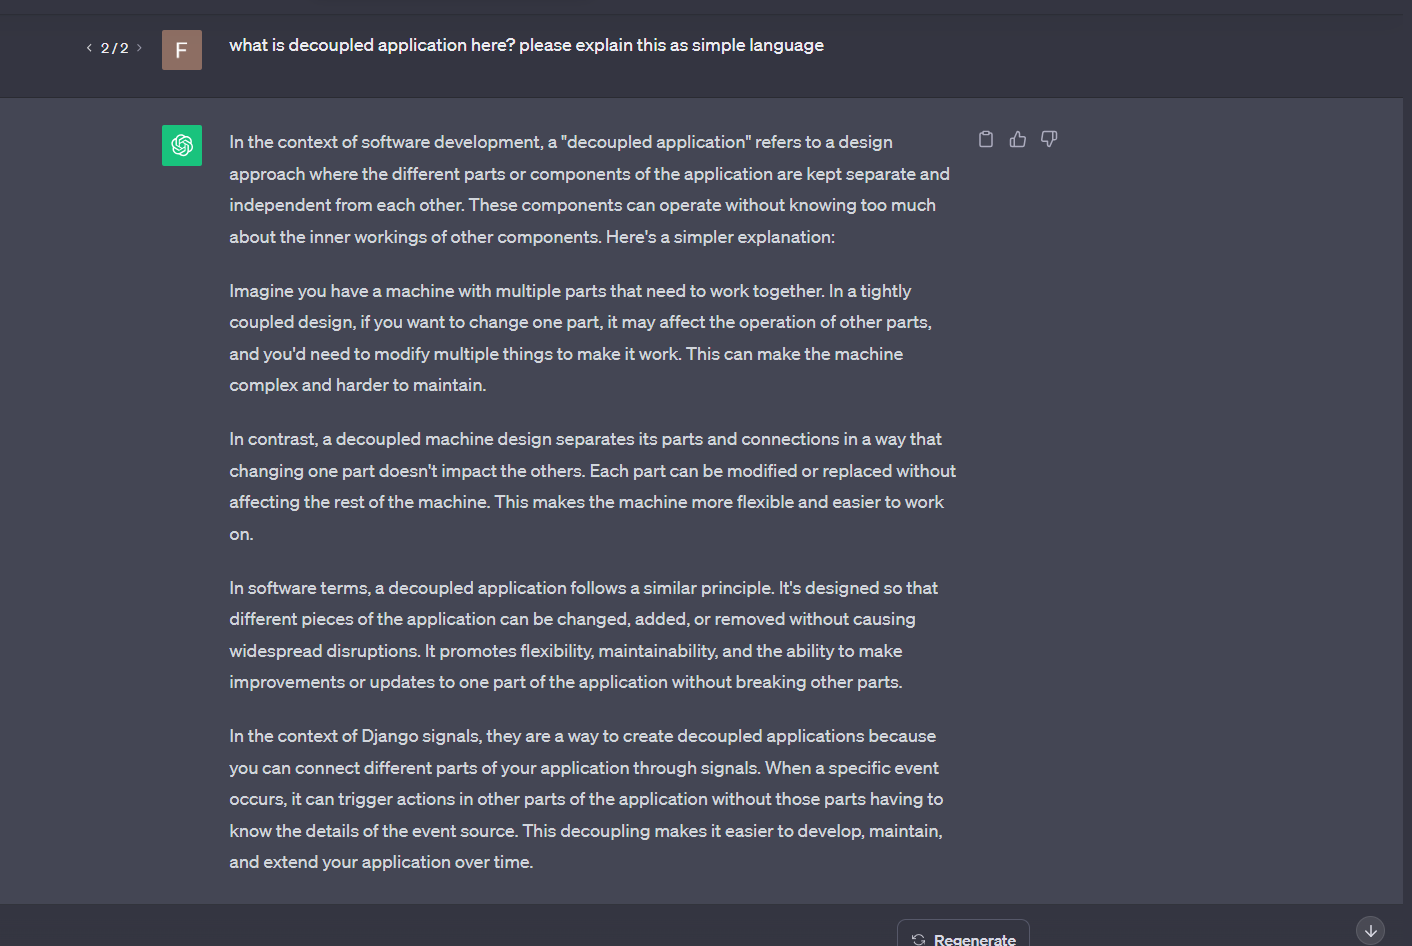 < 2 / 2 >
F
what is decoupled application here? please explain this as simple language
In the context of software development, a "decoupled application" refers to a design
approach where the different parts or components of the application are kept separate and
independent from each other. These components can operate without knowing too much
about the inner workings of other components. Here's a simpler explanation:
Imagine you have a machine with multiple parts that need to work together. In a tightly
coupled design, if you want to change one part, it may affect the operation of other parts,
and you'd need to modify multiple things to make it work. This can make the machine
complex and harder to maintain.
In contrast, a decoupled machine design separates its parts and connections in a way that
changing one part doesn't impact the others. Each part can be modified or replaced without
affecting the rest of the machine. This makes the machine more flexible and easier to work
on.
In software terms, a decoupled application follows a similar principle. It's designed so that
different pieces of the application can be changed, added, or removed without causing
widespread disruptions. It promotes flexibility, maintainability, and the ability to make
improvements or updates to one part of the application without breaking other parts.
In the context of Django signals, they are a way to create decoupled applications because
you can connect different parts of your application through signals. When a specific event
occurs, it can trigger actions in other parts of the application without those parts having to
know the details of the event source. This decoupling makes it easier to develop, maintain,
and extend your application over time.
Regenerate